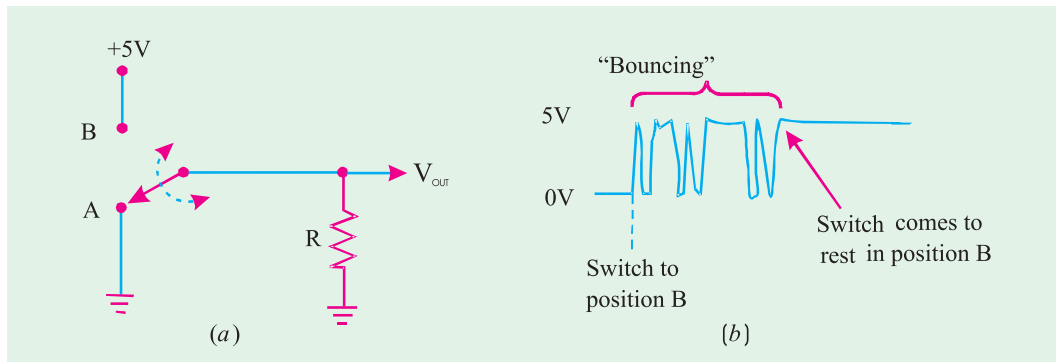 +5V
B
A
V OUT
R
(a)
“Bouncing”
5V
0V
Switch to
position B
Switch comes to
rest in position B
(b)